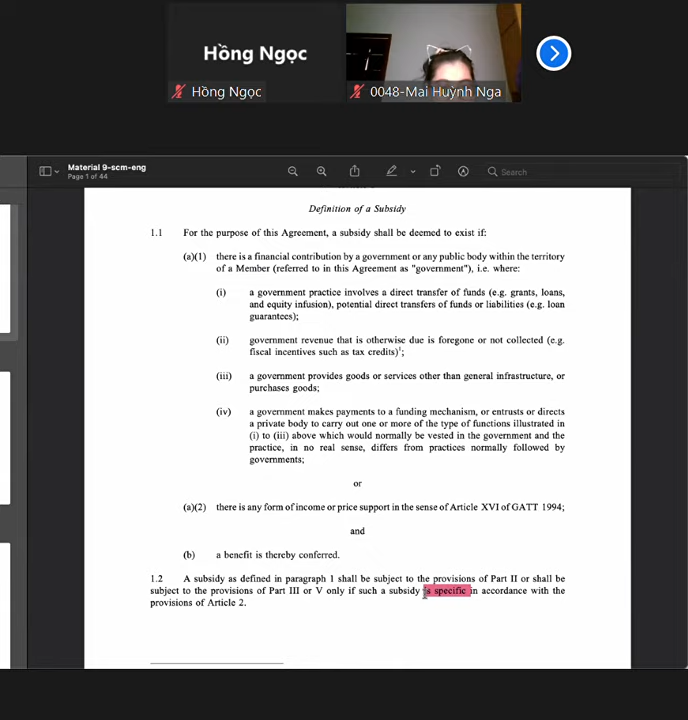 Hồng Ngọc
Hồng Ngọc
0048-Mai Huỳnh Nga
Material 9-scm-eng
Page 1 of 44
Search
Definition of a Subsidy
1.1 For the purpose of this Agreement, a subsidy shall be deemed to exist if:
(a)(1) there is a financial contribution by a government or any public body within the territory
of a Member (referred to in this Agreement as "government"), i.e. where:
(i) a government practice involves a direct transfer of funds (e.g. grants, loans,
and equity infusion), potential direct transfers of funds or liabilities (e.g. loan
guarantees);
(ii) government revenue that is otherwise due is foregone or not collected (e.g.
fiscal incentives such as tax credits)1;
(iii) a government provides goods or services other than general infrastructure, or
purchases goods;
(iv) a government makes payments to a funding mechanism, or entrusts or directs
a private body to carry out one or more of the type of functions illustrated in
(i) to (iii) above which would normally be vested in the government and the
practice, in no real sense, differs from practices normally followed by
governments;
or
(a)(2) there is any form of income or price support in the sense of Article XVI of GATT 1994;
and
(b) a benefit is thereby conferred.
1.2 A subsidy as defined in paragraph 1 shall be subject to the provisions of Part II or shall be
subject to the provisions of Part III or V only if such a subsidy is specific in accordance with the
provisions of Article 2.